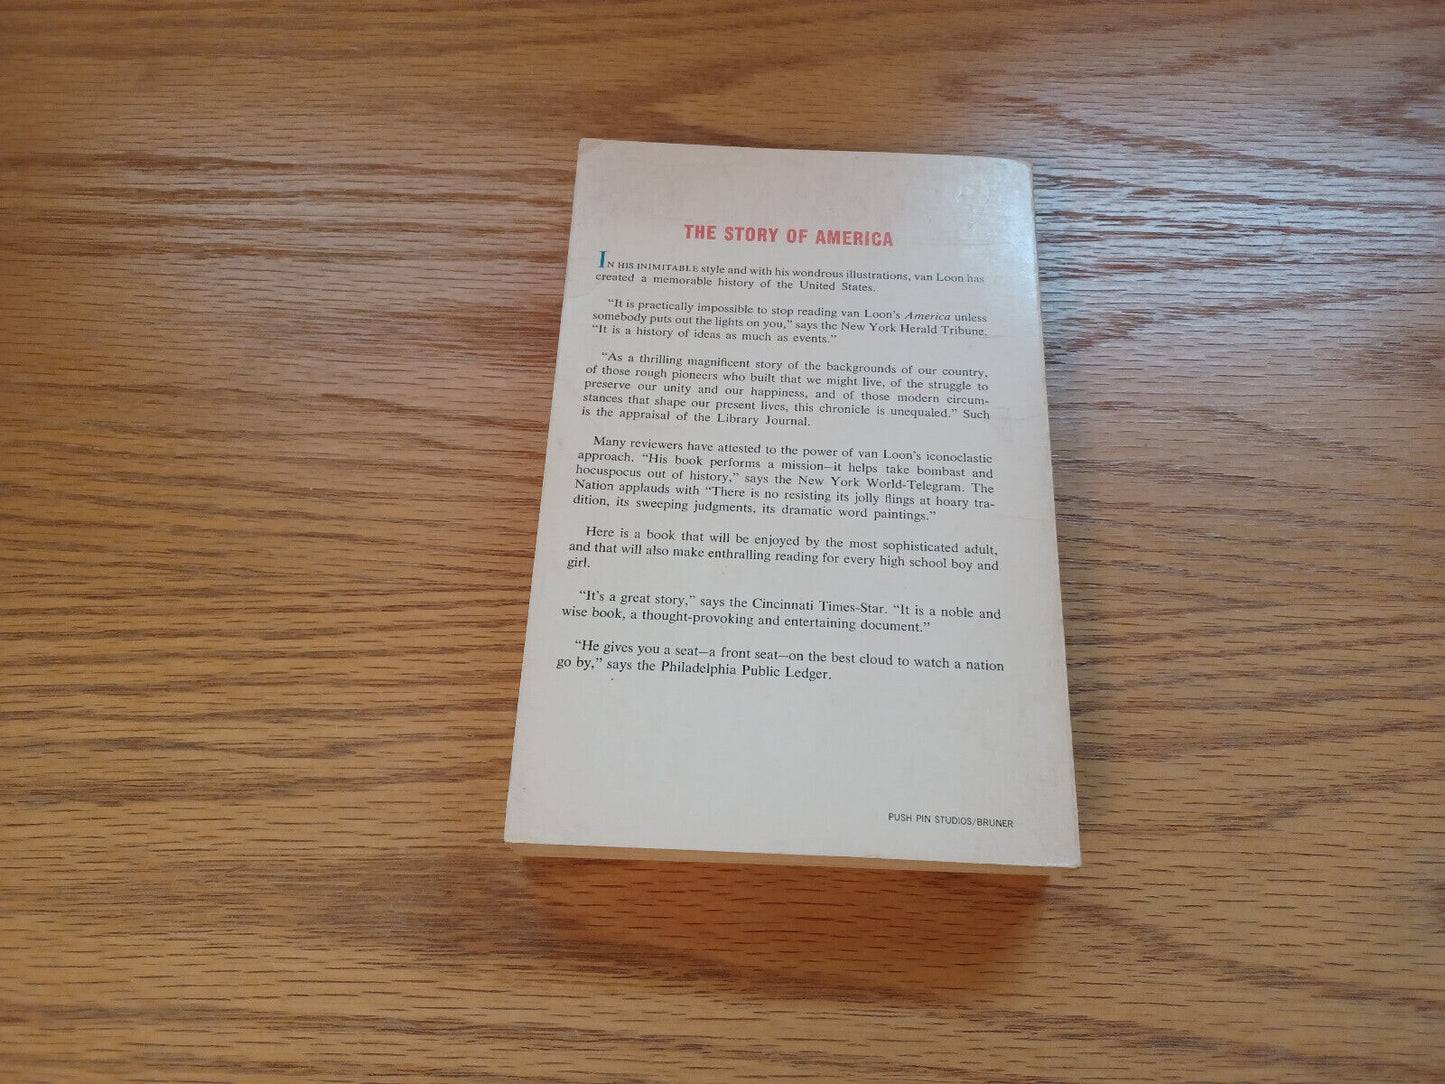 THE STORY OF AMERICA
IN HIS INIMITABLE style and with his wondrous illustrations, van Loon has
created a memorable history of the United States.
“It is practically impossible to stop reading van Loon’s America unless
somebody puts out the lights on you,” says the New York Herald Tribune.
“It is a history of ideas as much as events.”
“As a thrilling magnificent story of the backgrounds of our country,
of those rough pioneers who built that we might live, of the struggle to
preserve our unity and our happiness, and of those modern circum-
stances that shape our present lives, this chronicle is unequaled.” Such
is the appraisal of the Library Journal.
Many reviewers have attested to the power of van Loon’s iconoclastic
approach. “His book performs a mission—it helps take bombast and
hocuspocus out of history,” says the New York World-Telegram. The
Nation applauds with “There is no resisting its jolly flings at hoary tra-
dition, its sweeping judgments, its dramatic word paintings.”
Here is a book that will be enjoyed by the most sophisticated adult,
and that will also make enthralling reading for every high school boy and
girl.
“It’s a great story,” says the Cincinnati Times-Star. “It is a noble and
wise book, a thought-provoking and entertaining document.”
“He gives you a seat—a front seat—on the best cloud to watch a nation
go by,” says the Philadelphia Public Ledger.
PUSH PIN STUDIOS/BRUNER